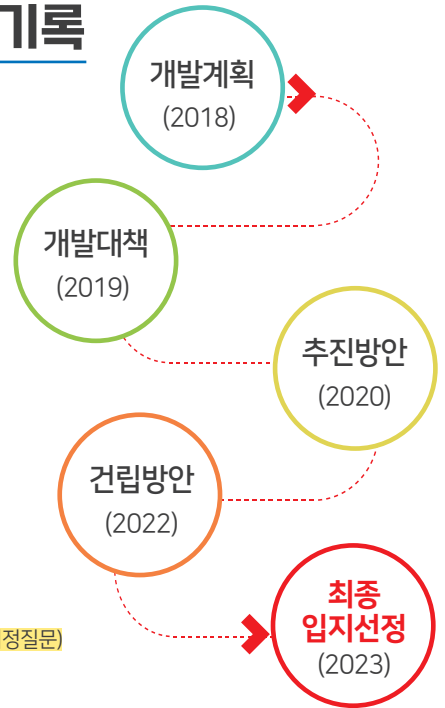 기록
개발계획
(2018)
개발대책
(2019)
추진방안
(2020)
건립방안
(2022)
최종
입지선정
(2023)
정질문)